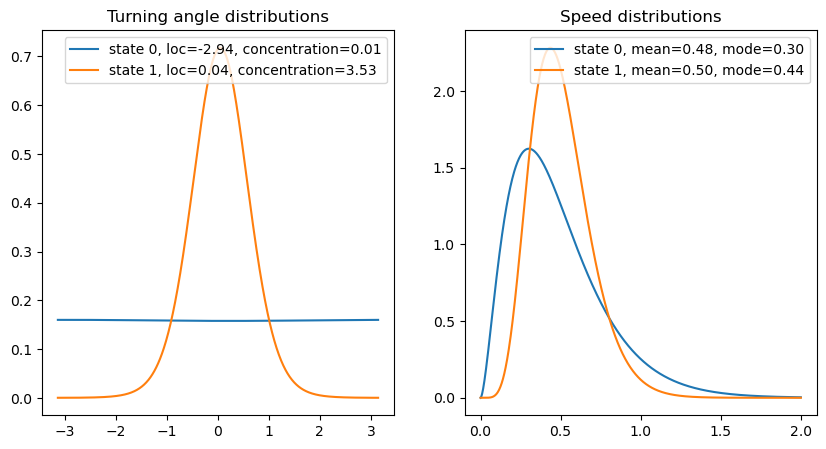 Turning angle distributions
state 0, loc=-2.94, concentration=0.01
state 1, loc=0.04, concentration=3.53
0.7
0.6
0.5
0.4
0.3
0.2
0.1
0.0
−3 −2 −1 0 1 2 3
Speed distributions
state 0, mean=0.48, mode=0.30
state 1, mean=0.50, mode=0.44
2.0
1.5
1.0
0.5
0.0
0.0 0.5 1.0 1.5 2.0